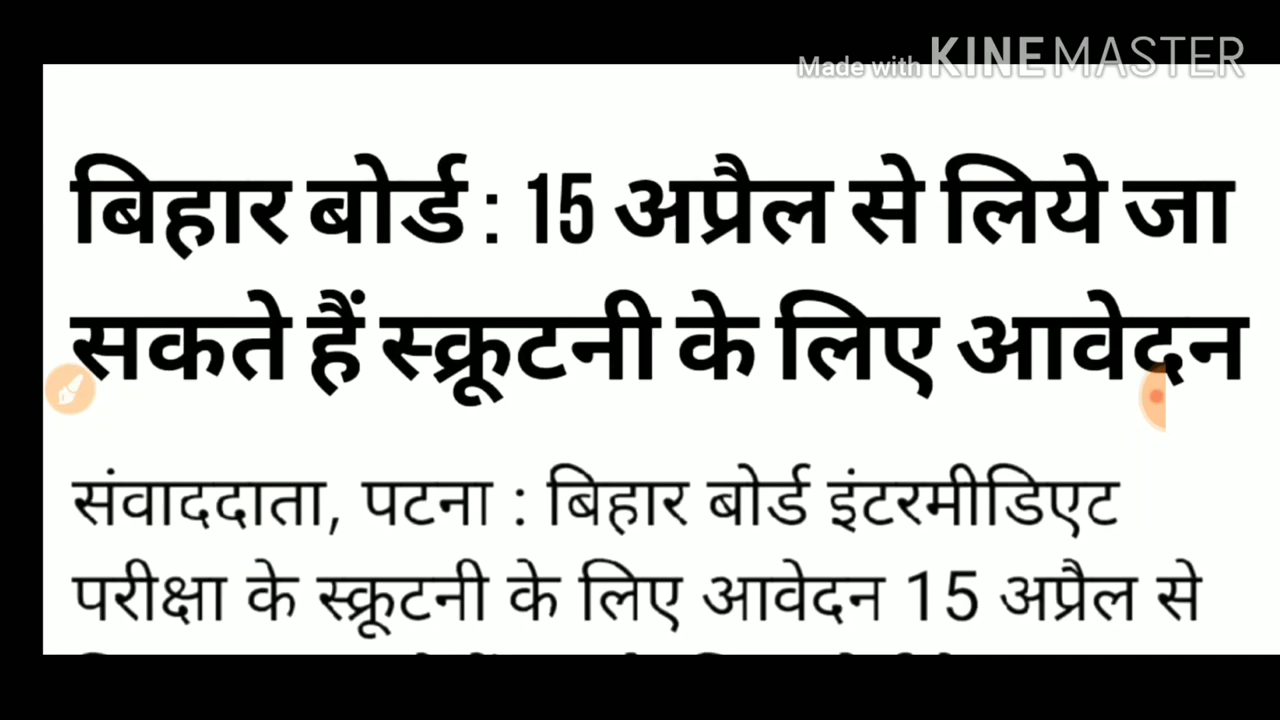 Made with KINEMASTER
बिहार बोर्ड : 15 अप्रैल से लिये जा
सकते हैं स्क्रूटनी के लिए आवेदन
संवाददाता, पटना : बिहार बोर्ड इंटरमीडिएट
परीक्षा के स्क्रूटनी के लिए आवेदन 15 अप्रैल से